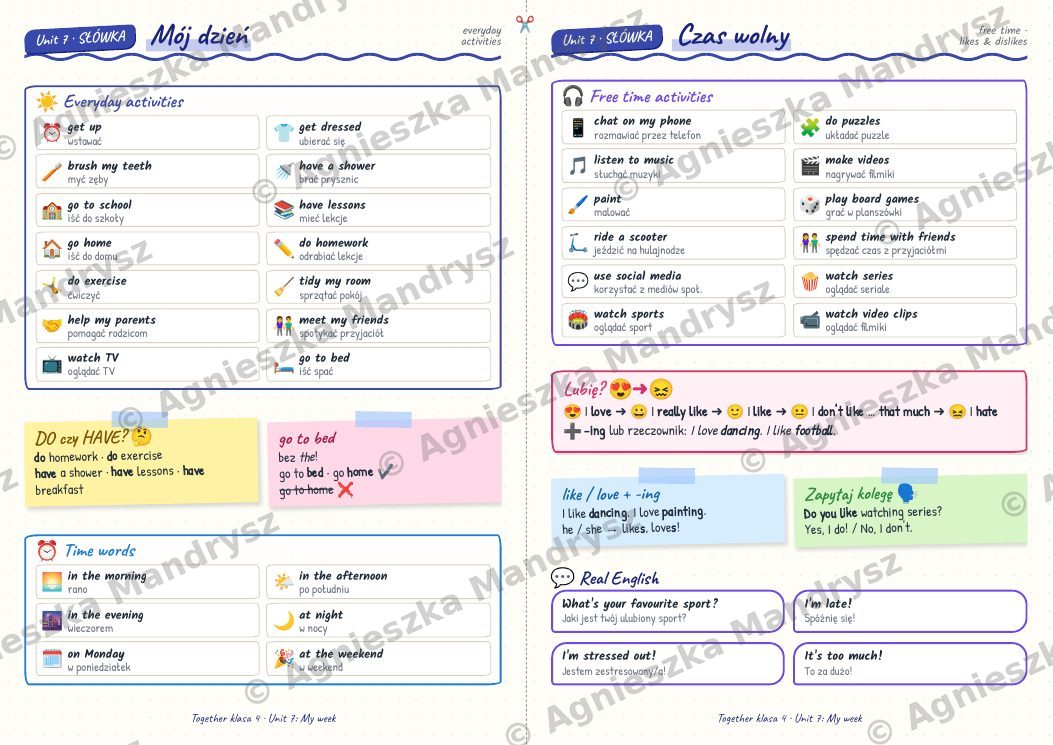 Unit 7 · SŁÓWKA
Mój dzień
everyday
activities
Everyday activities
get up
wstawać
get dressed
ubierać się
brush my teeth
myć zęby
have a shower
brać prysznic
go to school
iść do szkoły
have lessons
mieć lekcje
go home
iść do domu
do homework
odrabiać lekcje
do exercise
ćwiczyć
tidy my room
sprzątać pokój
help my parents
pomagać rodzicom
meet my friends
spotykać przyjaciół
watch TV
oglądać TV
go to bed
iść spać
DO czy HAVE?
do homework · do exercise
have a shower · have lessons · have
breakfast
go to bed
bez the!
go to bed · go home
go to home
Time words
in the morning
rano
in the afternoon
po południu
in the evening
wieczorem
at night
w nocy
on Monday
w poniedziałek
at the weekend
w weekend
Together klasa 4 · Unit 7: My week
Unit 7 · SŁÓWKA
Czas wolny
free time ·
likes & dislikes
Free time activities
chat on my phone
rozmawiać przez telefon
do puzzles
układać puzzle
listen to music
słuchać muzyki
make videos
nagrywać filmiki
paint
malować
play board games
grać w planszówki
ride a scooter
jeździć na hulajnodze
spend time with friends
spędzać czas z przyjaciółmi
use social media
korzystać z mediów społ.
watch series
oglądać seriale
watch sports
oglądać sport
watch video clips
oglądać filmiki
Lubię? 😍➔😖
😍 I love ➔ 😀 I really like ➔ 🙂 I like ➔ 😐 I don't like … that much ➔ 😖 I hate
➕ -ing lub rzeczownik: I love dancing. I like football.
like / love + -ing
I like dancing. I love painting.
he / she → likes, loves!
Zapytaj kolegę
Do you like watching series?
Yes, I do! / No, I don't.
Real English
What's your favourite sport?
Jaki jest twój ulubiony sport?
I'm late!
Spóźnię się!
I'm stressed out!
Jestem zestresowany/a!
It's too much!
To za dużo!
Together klasa 4 · Unit 7: My week
© Agnieszka Mandrysz